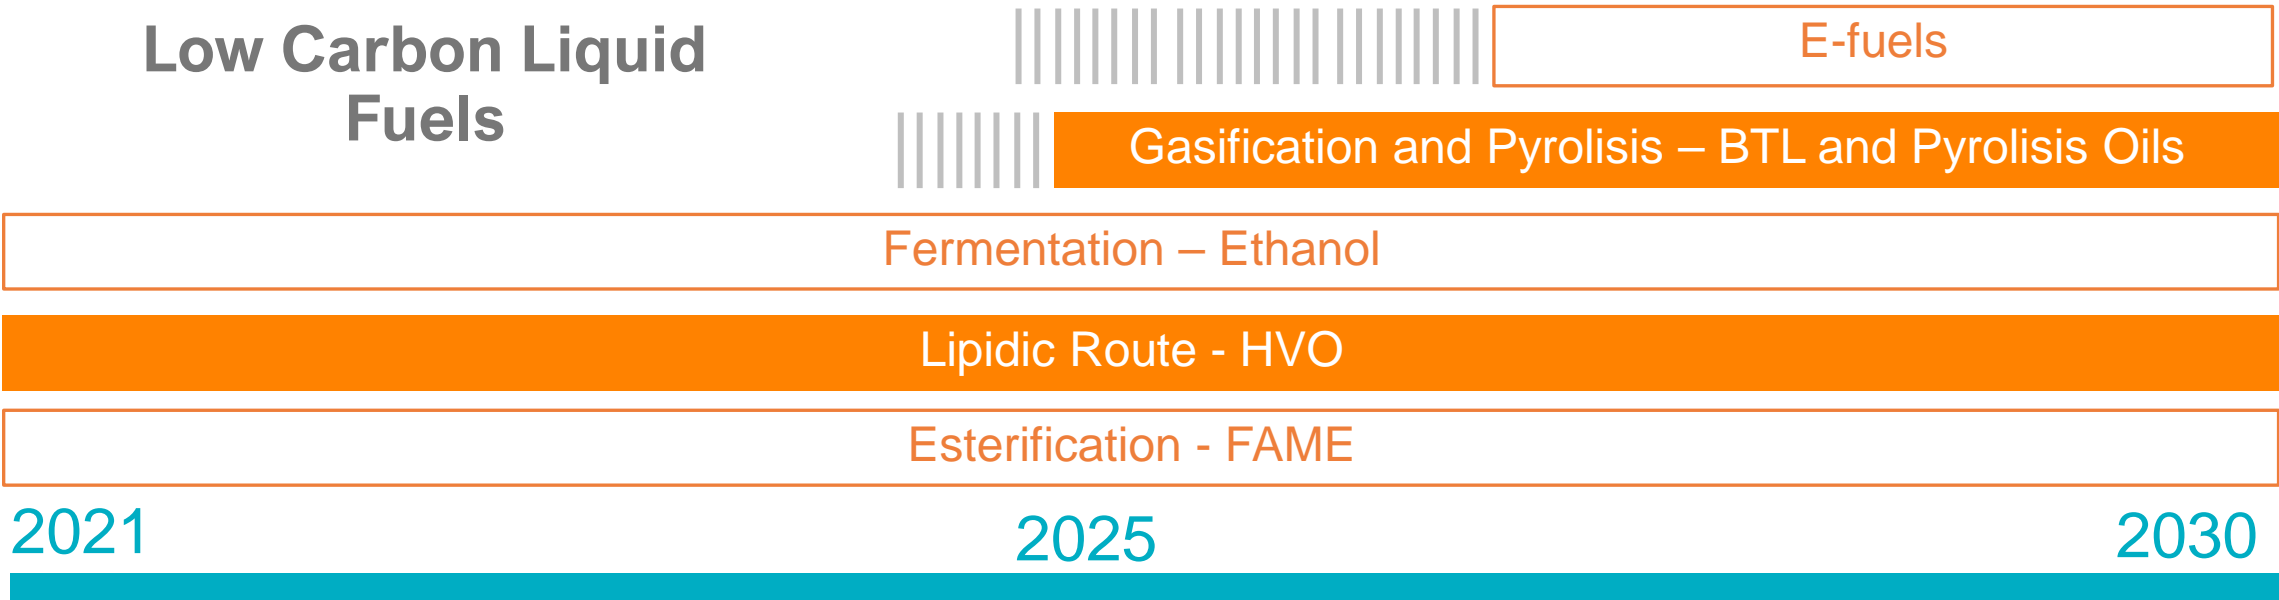 Low Carbon Liquid
Fuels
E-fuels
Gasification and Pyrolisis – BTL and Pyrolisis Oils
Fermentation – Ethanol
Lipidic Route - HVO
Esterification - FAME
2021
2025
2030